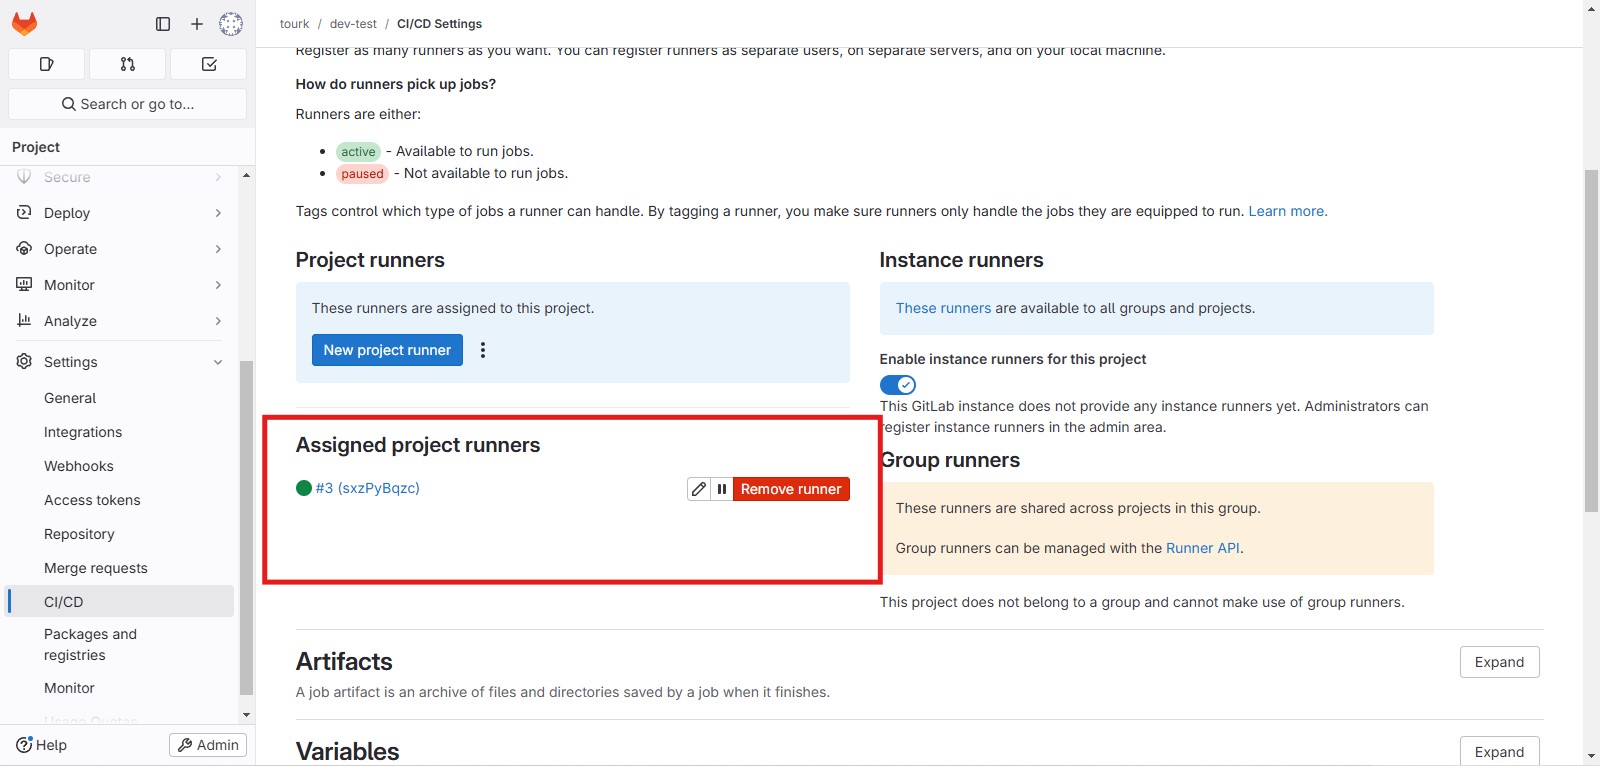 tourk / dev-test / CI/CD Settings
Search or go to...
Project
Secure
Deploy
Operate
Monitor
Analyze
Settings
General
Integrations
Webhooks
Access tokens
Repository
Merge requests
CI/CD
Packages and
registries
Monitor
Usage Quotas
Help
Admin
Register as many runners as you want. You can register runners as separate users, on separate servers, and on your local machine.
How do runners pick up jobs?
Runners are either:
active - Available to run jobs.
paused - Not available to run jobs.
Tags control which type of jobs a runner can handle. By tagging a runner, you make sure runners only handle the jobs they are equipped to run. Learn more.
Project runners
These runners are assigned to this project.
New project runner
Assigned project runners
#3 (sxzPyBqzc)
Remove runner
Instance runners
These runners are available to all groups and projects.
Enable instance runners for this project
This GitLab instance does not provide any instance runners yet. Administrators can
register instance runners in the admin area.
Group runners
These runners are shared across projects in this group.
Group runners can be managed with the Runner API.
This project does not belong to a group and cannot make use of group runners.
Artifacts
Expand
A job artifact is an archive of files and directories saved by a job when it finishes.
Variables
Expand